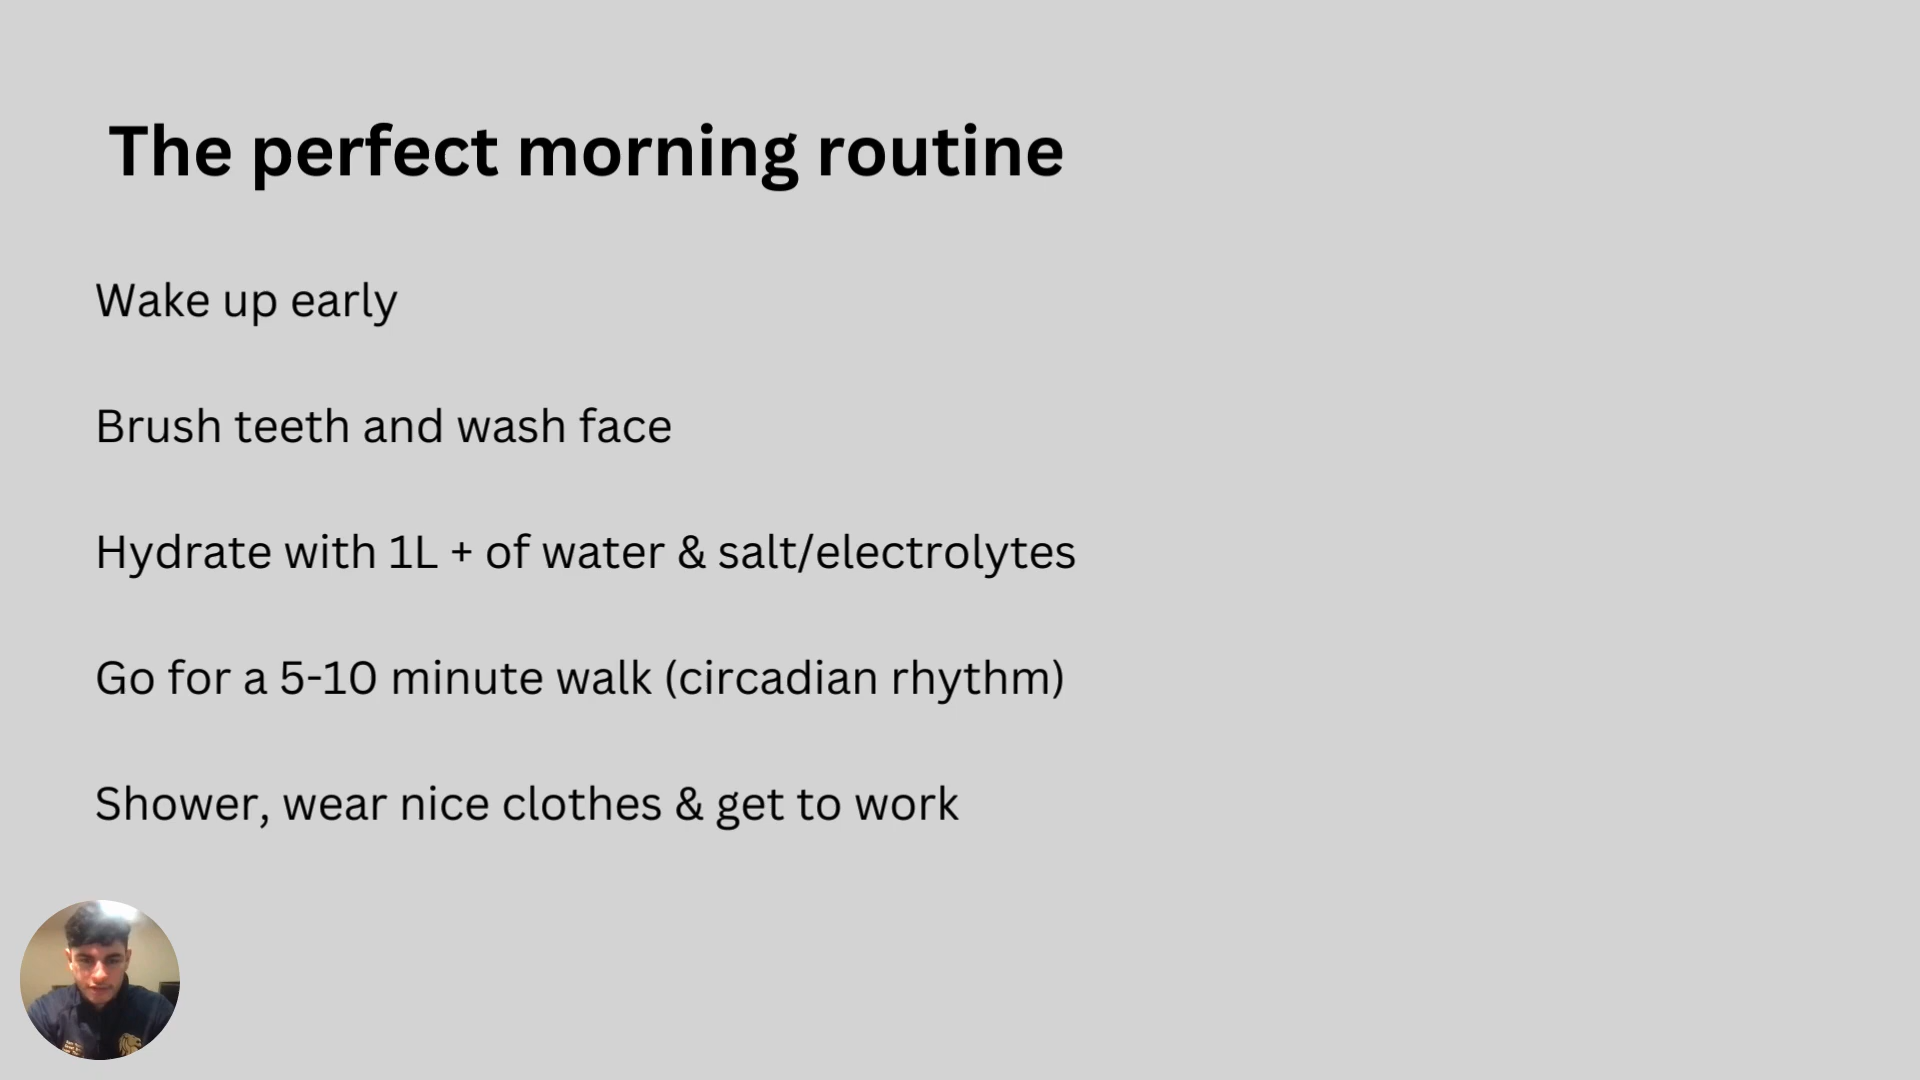 The perfect morning routine
Wake up early
Brush teeth and wash face
Hydrate with 1L + of water & salt/electrolytes
Go for a 5-10 minute walk (circadian rhythm)
Shower, wear nice clothes & get to work